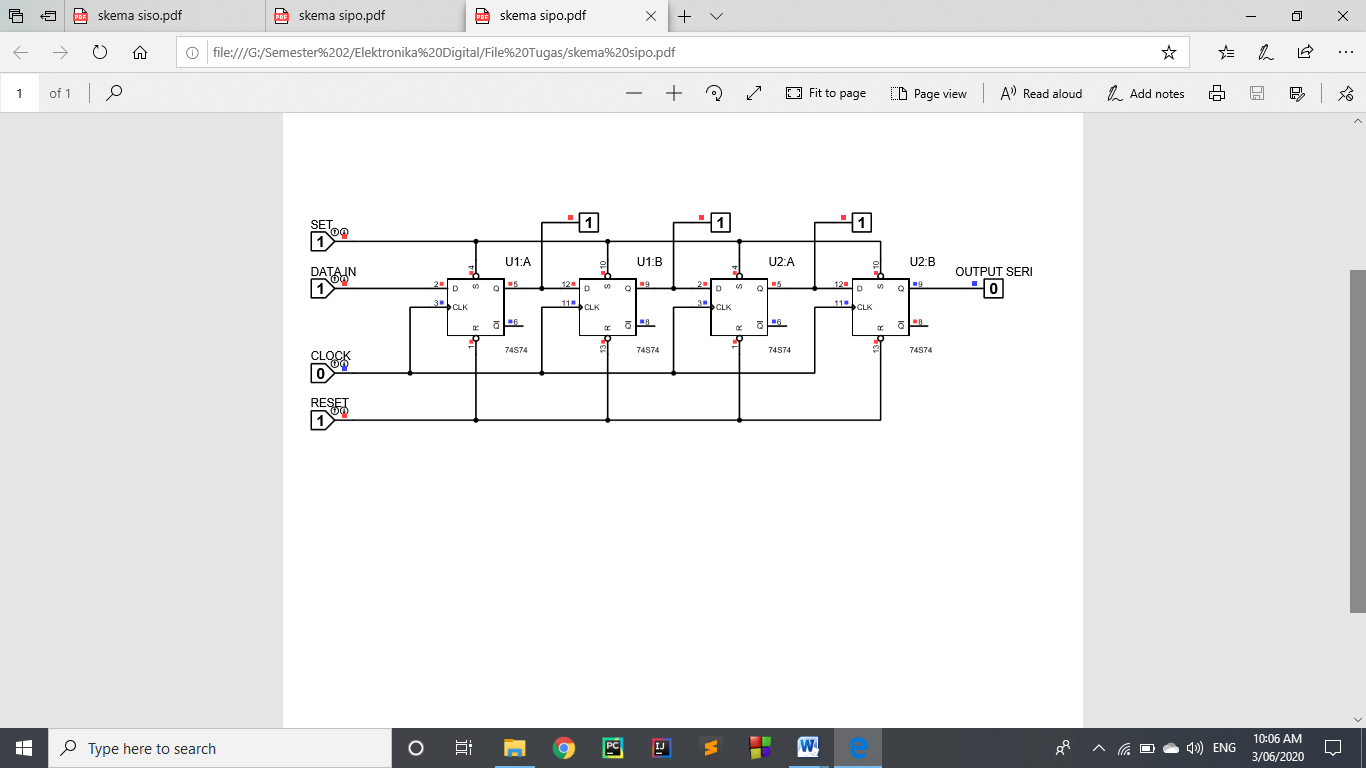 skema siso.pdf
skema sipo.pdf
skema sipo.pdf
file:///G:/Semester%202/Elektronika%20Digital/File%20Tugas/skema%20sipo.pdf
1 of 1
Fit to page
Page view
Read aloud
Add notes
1 1 1
SET
1
4 10 4 10
U1:A U1:B U2:A U2:B
DATA IN
OUTPUT SERI
1
2 D S Q 5 12 D S Q 9 2 D S Q 5 12 D S Q 9
0
3 CLK 11 CLK 3 CLK 11 CLK
R Q 6 R Q 8 R Q 6 R Q 8
1 13 1 13
74S74 74S74 74S74 74S74
CLOCK
0
RESET
1
Type here to search
PC
IJ
W
ENG
10:06 AM
3/06/2020